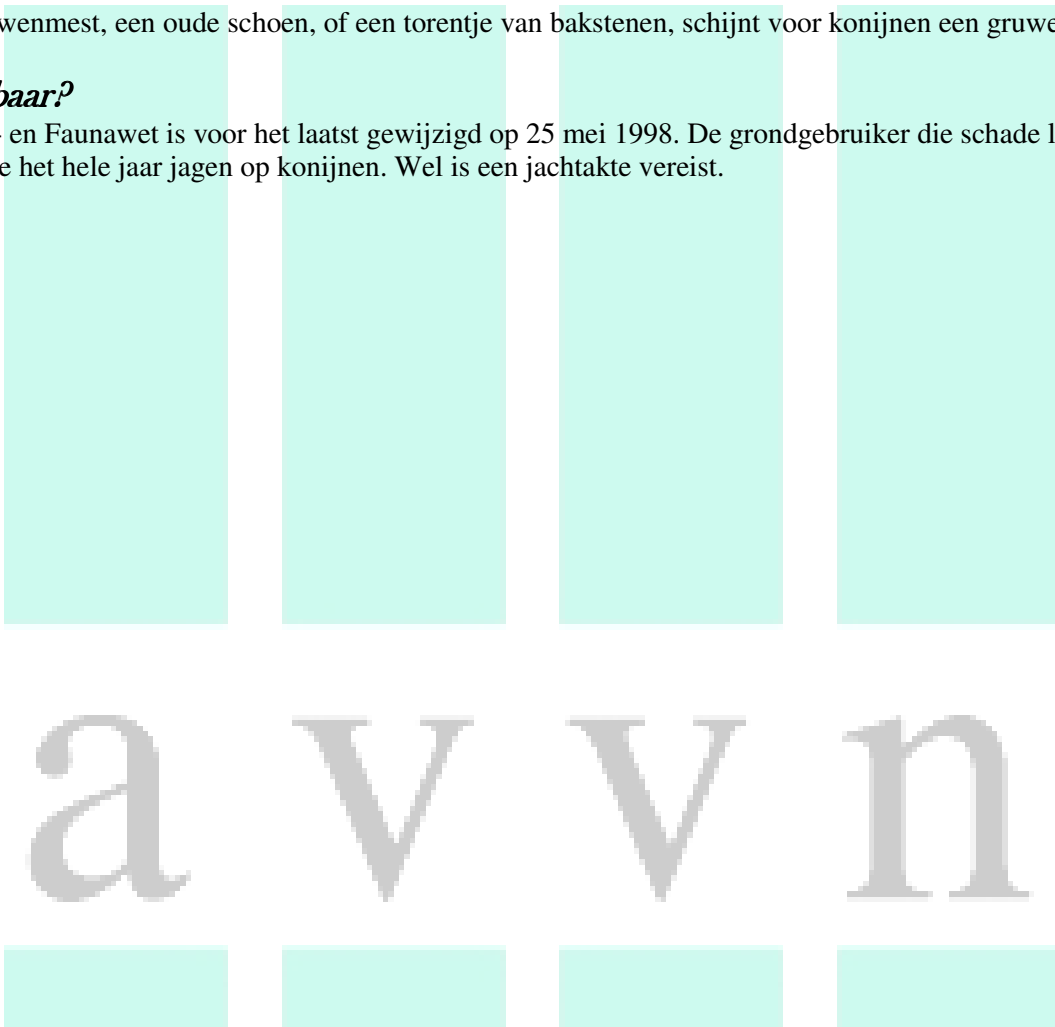 wenmest, een oude schoen, of een torentje van bakstenen, schijnt voor konijnen een gruwe
baar?
- en Faunawet is voor het laatst gewijzigd op 25 mei 1998. De grondgebruiker die schade l
e het hele jaar jagen op konijnen. Wel is een jachtakte vereist.
a v v n